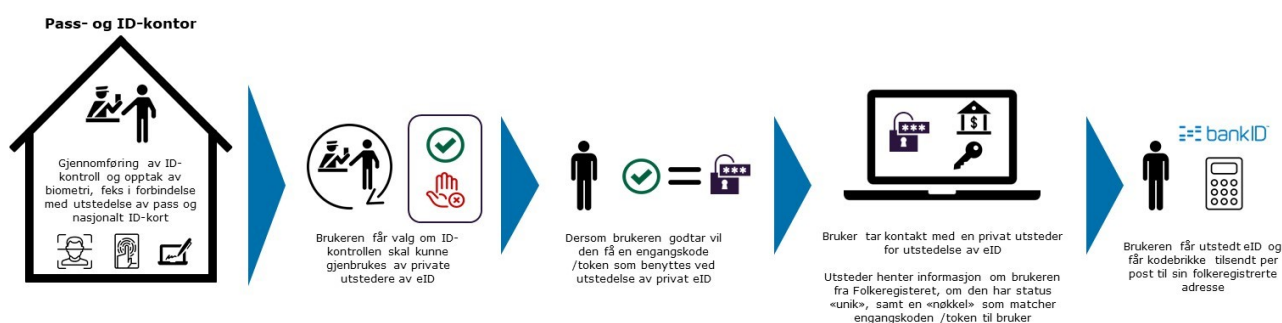 Pass- og ID-kontor
Gjennomføring av ID-
kontroll og opptak av
biometri, feks i forbindelse
med utstedelse av pass og
nasjonalt ID-kort
Brukeren får valg om ID-
kontrollen skal kunne
gjenbrukes av private
utstedere av eID
Dersom brukeren godtar vil
den få en engangskode
/token som benyttes ved
utstedelse av privat eID
***
***
$
Bruker tar kontakt med en privat utsteder
for utstedelse av eID
Utsteder henter informasjon om brukeren
fra Folkeregisteret, om den har status
«unik», samt en «nøkkel» som matcher
engangskoden /token til bruker
bankID
Brukeren får utstedt eID og
får kodebrikke tilsendt per
post til sin folkeregistrerte
adresse